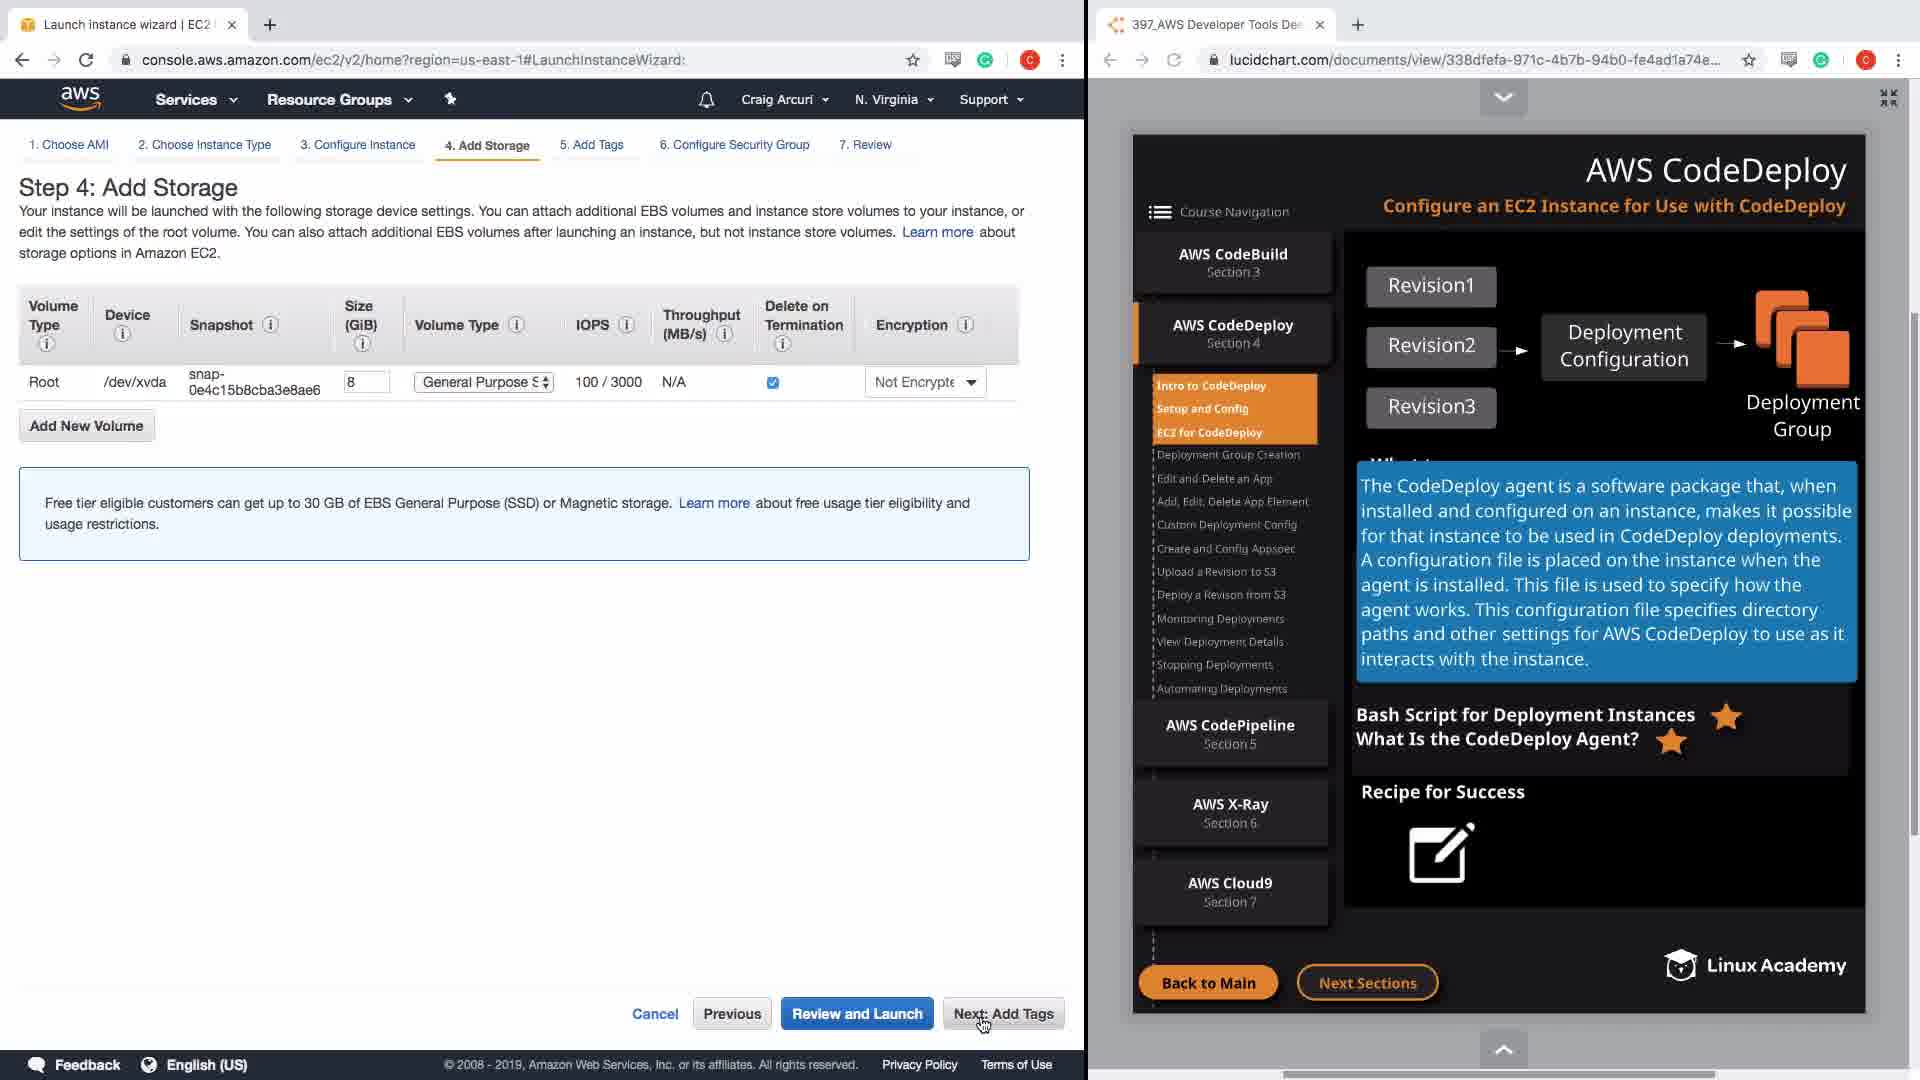 Launch instance wizard | EC2
console.aws.amazon.com/ec2/v2/home?region=us-east-1#LaunchInstanceWizard:
C
aws
Services
Resource Groups
Craig Arcuri
N. Virginia
Support
1. Choose AMI
2. Choose Instance Type
3. Configure Instance
4. Add Storage
5. Add Tags
6. Configure Security Group
7. Review
Step 4: Add Storage
Your instance will be launched with the following storage device settings. You can attach additional EBS volumes and instance store volumes to your instance, or
edit the settings of the root volume. You can also attach additional EBS volumes after launching an instance, but not instance store volumes. Learn more about
storage options in Amazon EC2.
Volume Type
Device
Snapshot
Size (GiB)
Volume Type
IOPS
Throughput (MB/s)
Delete on Termination
Encryption
Root
/dev/xvda
snap-
0e4c15b8cba3e8ae6
8
General Purpose S
100 / 3000
N/A
Not Encrypte
Add New Volume
Free tier eligible customers can get up to 30 GB of EBS General Purpose (SSD) or Magnetic storage. Learn more about free usage tier eligibility and
usage restrictions.
Cancel
Previous
Review and Launch
Next: Add Tags
Feedback
English (US)
© 2008 - 2019, Amazon Web Services, Inc. or its affiliates. All rights reserved.
Privacy Policy
Terms of Use
397_AWS Developer Tools Dee
lucidchart.com/documents/view/338dfefa-971c-4b7b-94b0-fe4ad1a74e...
C
AWS CodeDeploy
Configure an EC2 Instance for Use with CodeDeploy
Course Navigation
AWS CodeBuild
Section 3
AWS CodeDeploy
Section 4
Intro to CodeDeploy
Setup and Config
EC2 for CodeDeploy
Deployment Group Creation
Edit and Delete an App
Add, Edit, Delete App Element
Custom Deployment Config
Create and Config Appspec
Upload a Revision to S3
Deploy a Revison from S3
Monitoring Deployments
View Deployment Details
Stopping Deployments
Automating Deployments
AWS CodePipeline
Section 5
AWS X-Ray
Section 6
AWS Cloud9
Section 7
Back to Main
Next Sections
Revision1
Revision2
Revision3
Deployment
Configuration
Deployment
Group
The CodeDeploy agent is a software package that, when
installed and configured on an instance, makes it possible
for that instance to be used in CodeDeploy deployments.
A configuration file is placed on the instance when the
agent is installed. This file is used to specify how the
agent works. This configuration file specifies directory
paths and other settings for AWS CodeDeploy to use as it
interacts with the instance.
Bash Script for Deployment Instances
What Is the CodeDeploy Agent?
Recipe for Success
Linux Academy